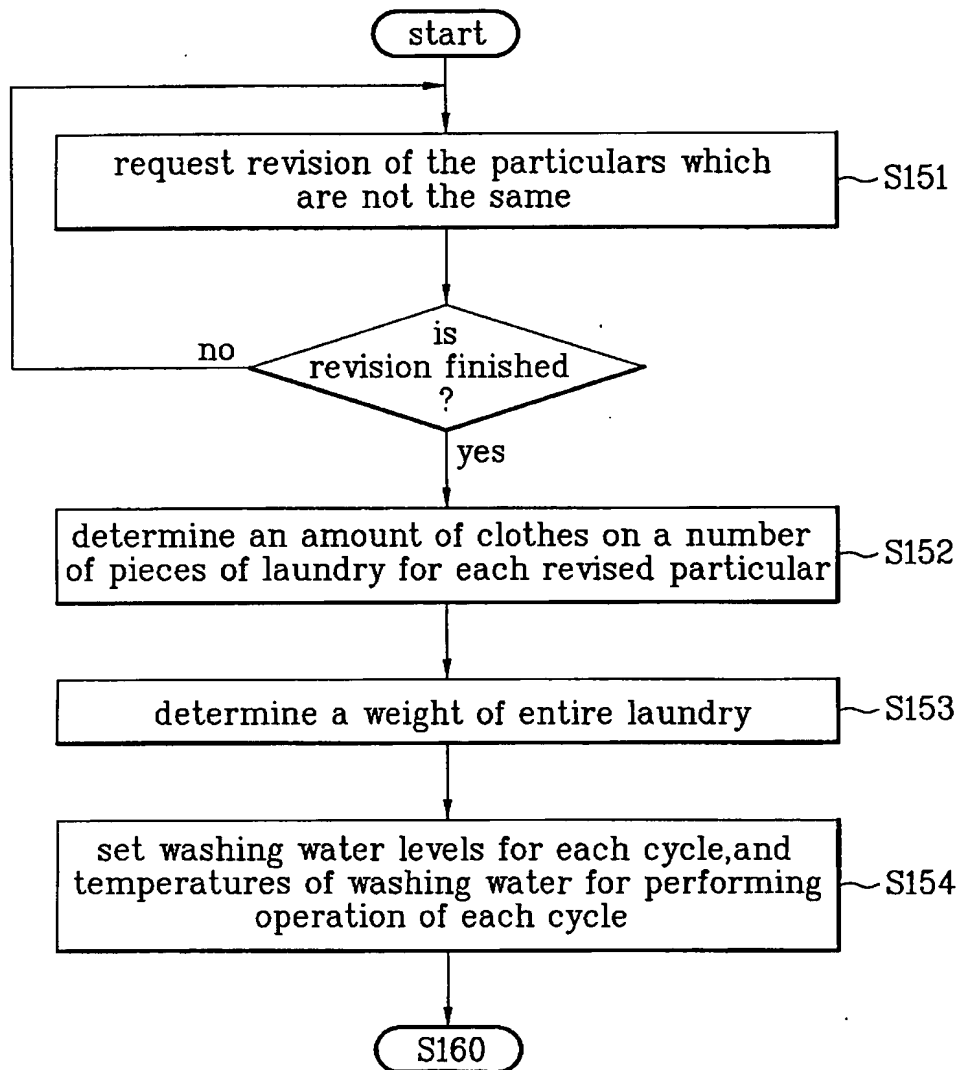 start
request revision of the particulars which
are not the same
S151
is
revision finished
?
no
yes
determine an amount of clothes on a number
of pieces of laundry for each revised particular
S152
determine a weight of entire laundry
S153
set washing water levels for each cycle,and
temperatures of washing water for performing
operation of each cycle
S154
S160